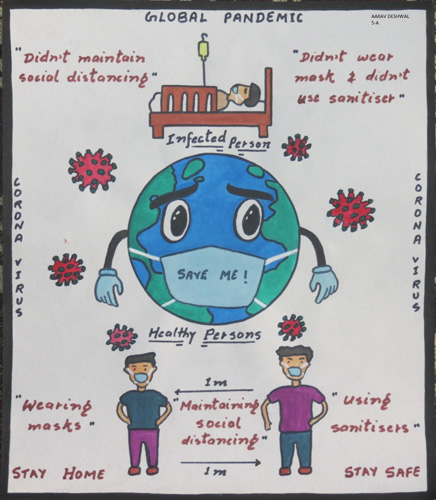 GLOBAL PANDEMIC
AARAV DESHWAL
5-A
"Didn't maintain
social distancing"
"Didn't wear
mask & didn't
use sanitiser"
Infected Person
CORONA VIRUS
CORONA VIRUS
SAVE ME!
Healthy Persons
1m
"Wearing
masks"
"Maintaining
social
distancing"
"Using
sanitisers"
1m
STAY HOME
STAY SAFE